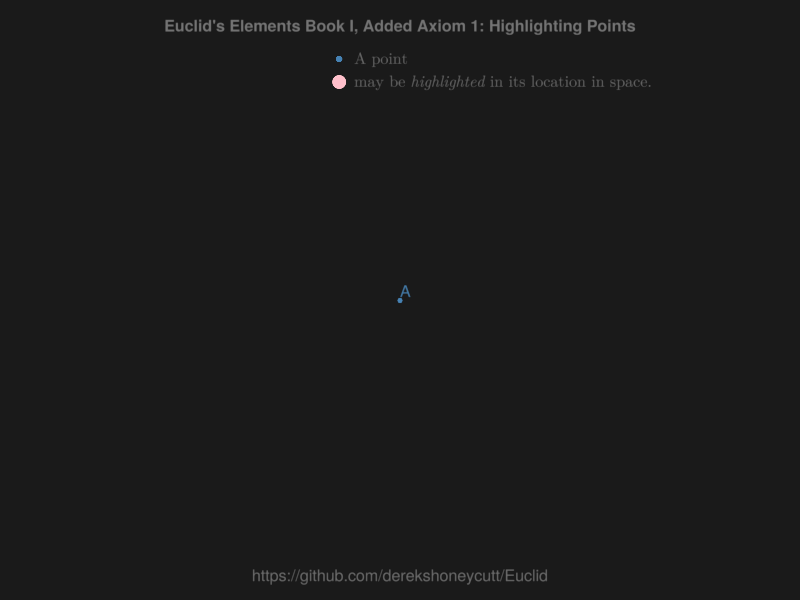 Euclid's Elements Book I, Added Axiom 1: Highlighting Points
A point
may be highlighted in its location in space.
A
https://github.com/derekshoneycutt/Euclid